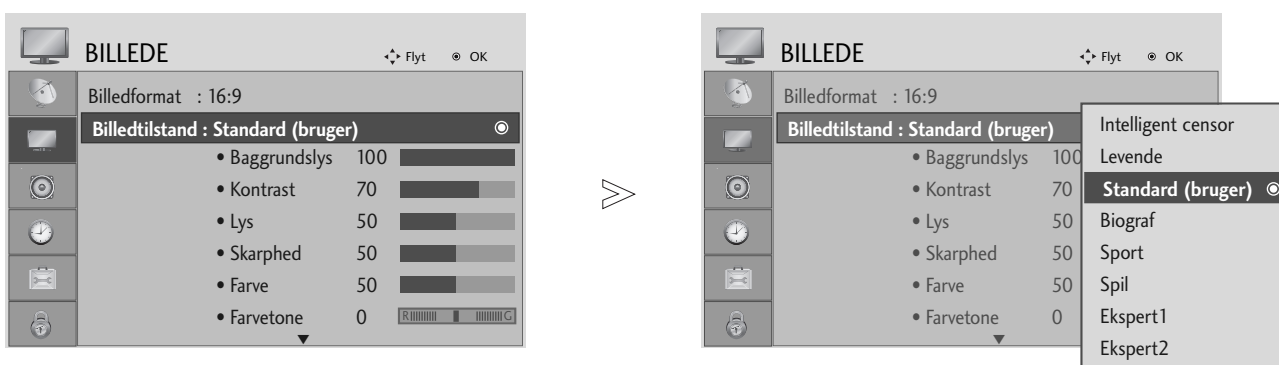 BILLEDE Flyt OK
Billedformat : 16:9
Billedtilstand : Standard (bruger)
• Baggrundslys 100
• Kontrast 70
• Lys 50
• Skarphed 50
• Farve 50
• Farvetone 0 R G
BILLEDE Flyt OK
Billedformat : 16:9
Billedtilstand : Standard (bruger)
• Baggrundslys 100
• Kontrast 70
• Lys 50
• Skarphed 50
• Farve 50
• Farvetone 0
Intelligent censor
Levende
Standard (bruger)
Biograf
Sport
Spil
Ekspert1
Ekspert2